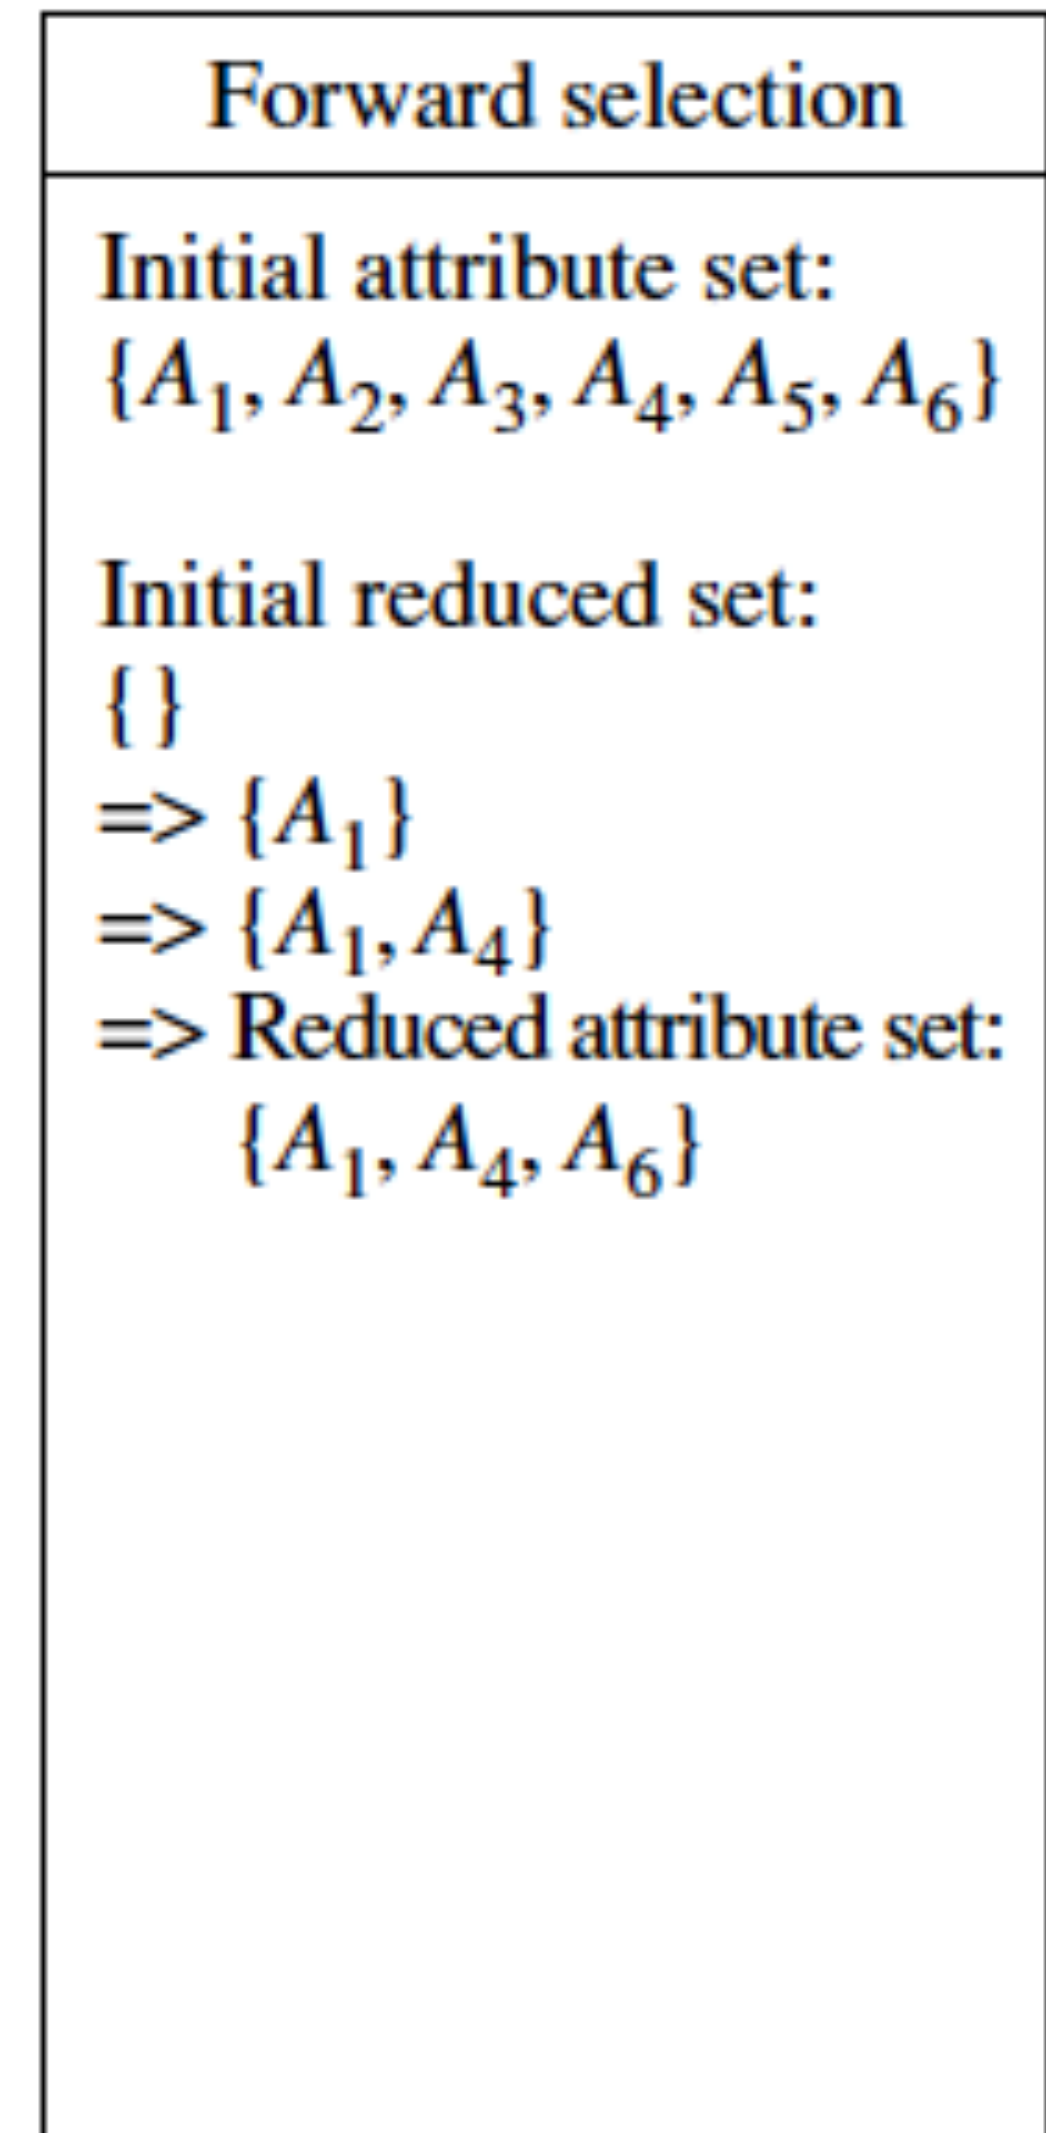 Forward selection
Initial attribute set:
{A₁, A₂, A₃, A₄, A₅, A₆}
Initial reduced set:
{ }
=> {A₁}
=> {A₁, A₄}
=> Reduced attribute set:
{A₁, A₄, A₆}